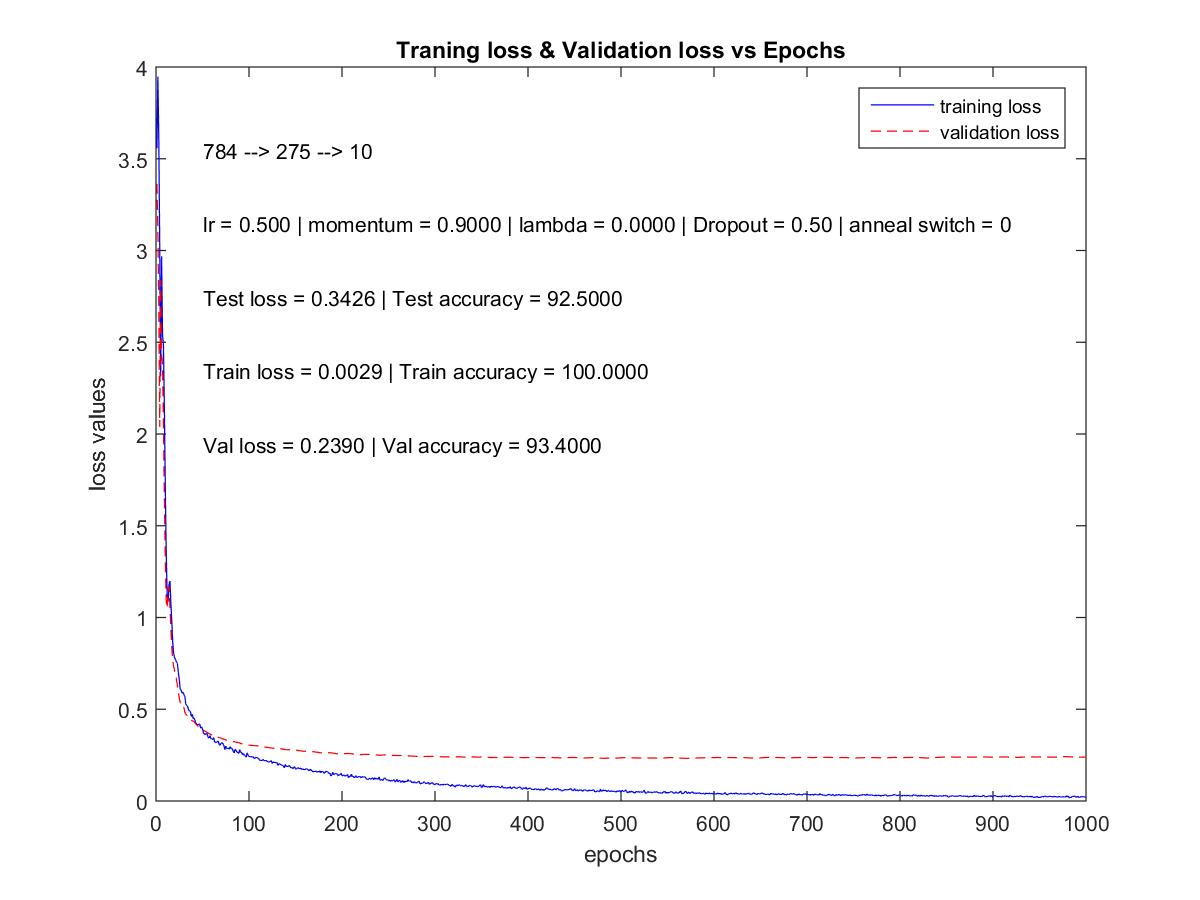 Traning loss & Validation loss vs Epochs
training loss
validation loss
784 --> 275 --> 10
lr = 0.500 | momentum = 0.9000 | lambda = 0.0000 | Dropout = 0.50 | anneal switch = 0
Test loss = 0.3426 | Test accuracy = 92.5000
Train loss = 0.0029 | Train accuracy = 100.0000
Val loss = 0.2390 | Val accuracy = 93.4000
loss values
4
3.5
3
2.5
2
1.5
1
0.5
0
0 100 200 300 400 500 600 700 800 900 1000
epochs